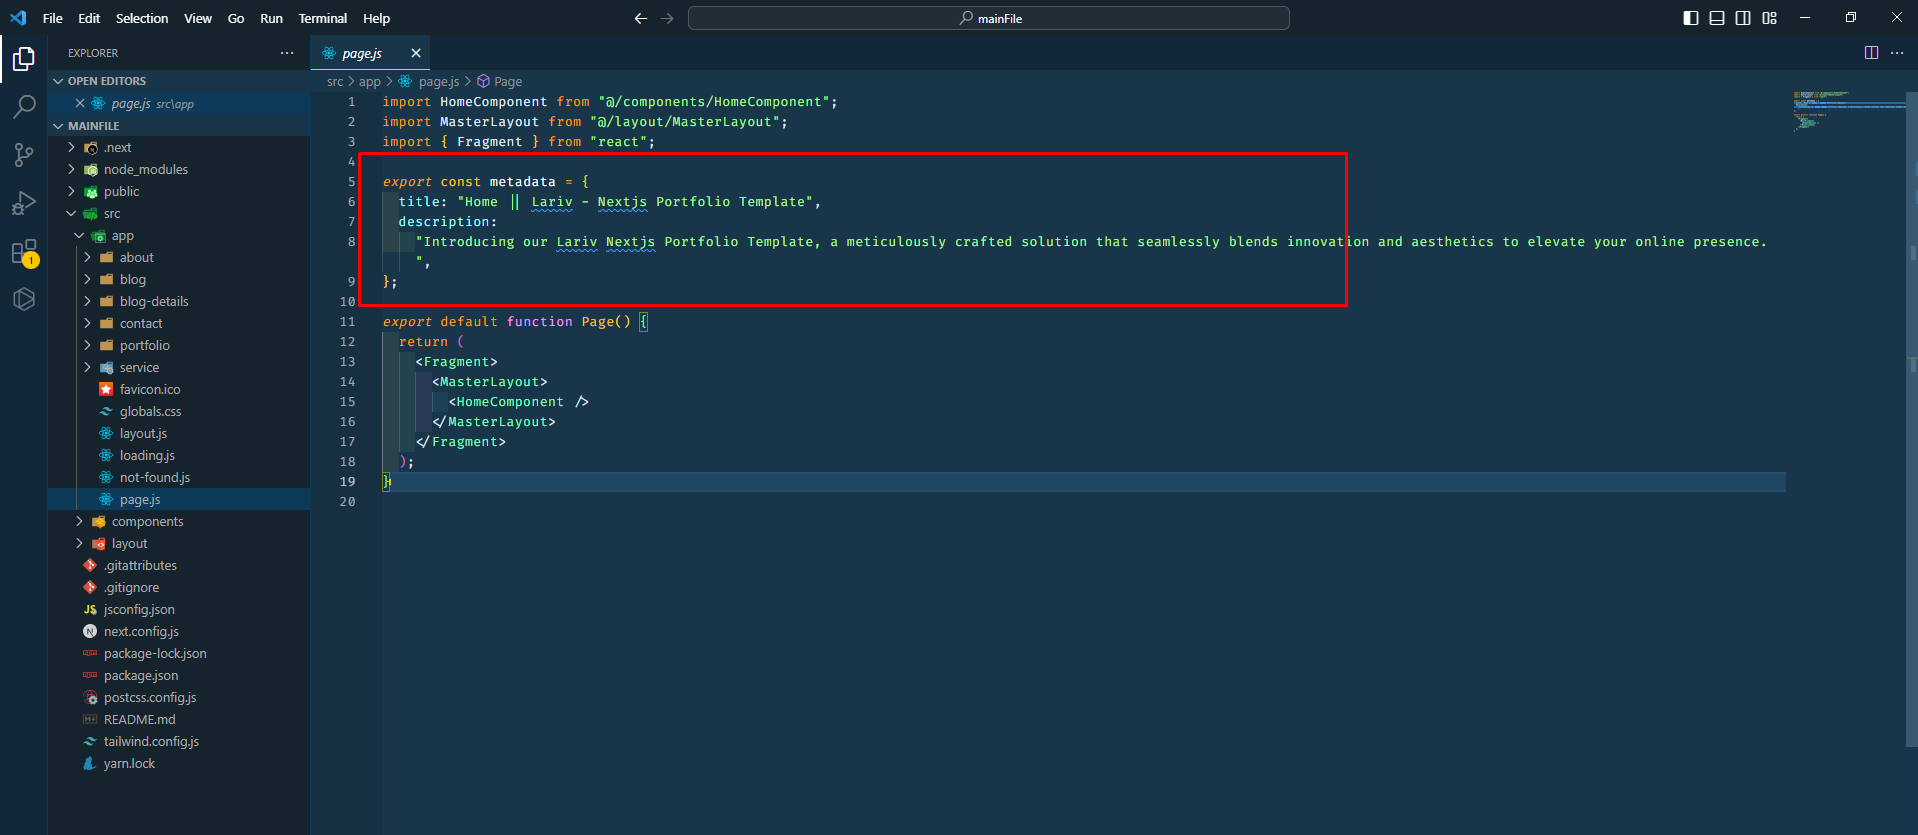 File Edit Selection View Go Run Terminal Help
mainFile
EXPLORER
OPEN EDITORS
page.js src\app
MAINFILE
.next
node_modules
public
src
app
about
blog
blog-details
contact
portfolio
service
favicon.ico
globals.css
layout.js
loading.js
not-found.js
page.js
components
layout
.gitattributes
.gitignore
JS jsconfig.json
N next.config.js
package-lock.json
package.json
postcss.config.js
README.md
tailwind.config.js
yarn.lock
1
page.js
src > app > page.js > Page
1 import HomeComponent from "@/components/HomeComponent";
2 import MasterLayout from "@/layout/MasterLayout";
3 import { Fragment } from "react";
4
5 export const metadata = {
6 title: "Home || Lariv - Nextjs Portfolio Template",
7 description:
8 "Introducing our Lariv Nextjs Portfolio Template, a meticulously crafted solution that seamlessly blends innovation and aesthetics to elevate your online presence.
",
9 };
10
11 export default function Page() {
12 return (
13 <Fragment>
14 <MasterLayout>
15 <HomeComponent />
16 </MasterLayout>
17 </Fragment>
18 );
19 }
20